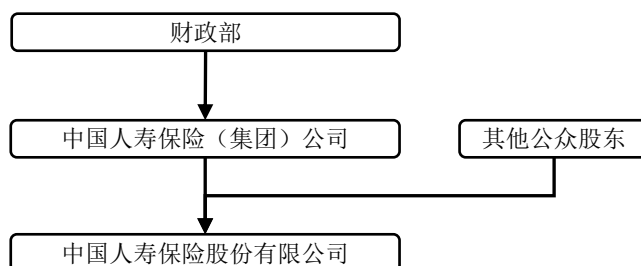 财政部
中国人寿保险（集团）公司
其他公众股东
中国人寿保险股份有限公司